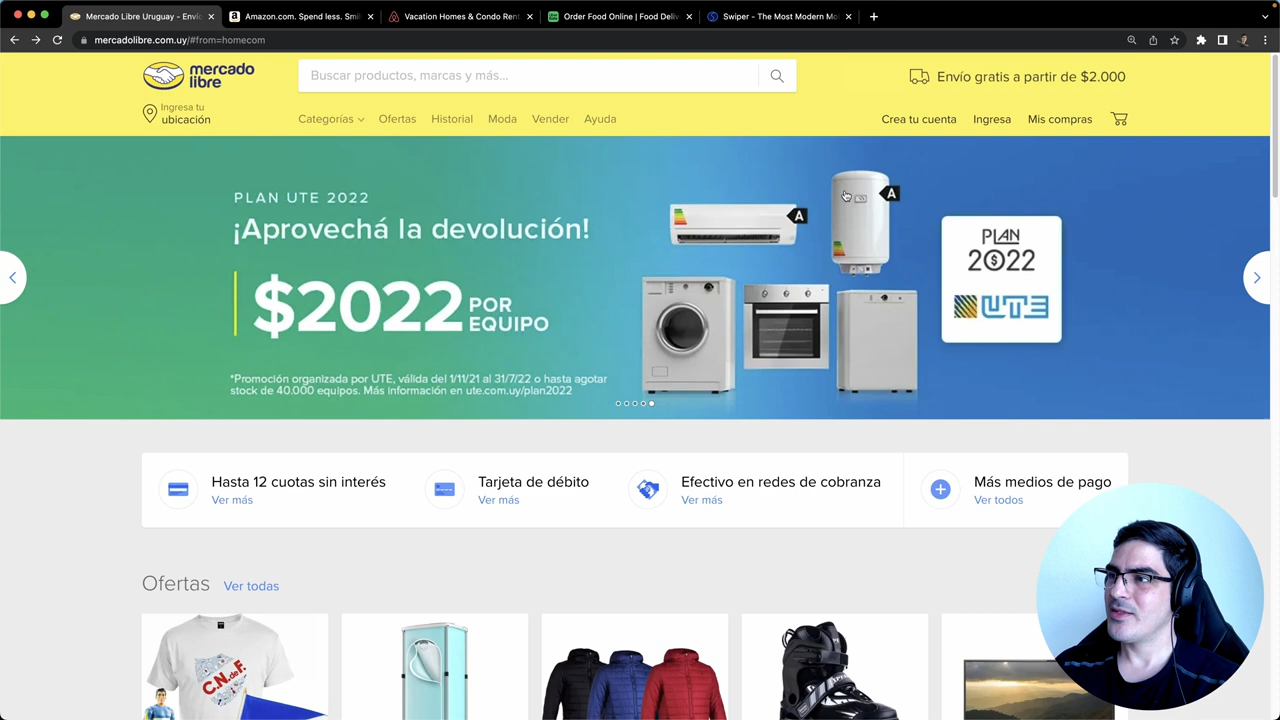 Mercado Libre Uruguay - Envío
Amazon.com. Spend less. Smil
Vacation Homes & Condo Rent
Order Food Online | Food Deliv
Swiper - The Most Modern Mo
mercadolibre.com.uy/#from=homecom
mercado
libre
Buscar productos, marcas y más...
Envío gratis a partir de $2.000
Ingresa tu
ubicación
Categorías
Ofertas
Historial
Moda
Vender
Ayuda
Crea tu cuenta
Ingresa
Mis compras
PLAN UTE 2022
¡Aprovechá la devolución!
$2022 POR
EQUIPO
*Promoción organizada por UTE, válida del 1/11/21 al 31/7/22 o hasta agotar
stock de 40.000 equipos. Más información en ute.com.uy/plan2022
A
A
PLAN
2022
UTE
Hasta 12 cuotas sin interés
Ver más
Tarjeta de débito
Ver más
Efectivo en redes de cobranza
Ver más
Más medios de pago
Ver todos
Ofertas
Ver todas
C.N.deF.